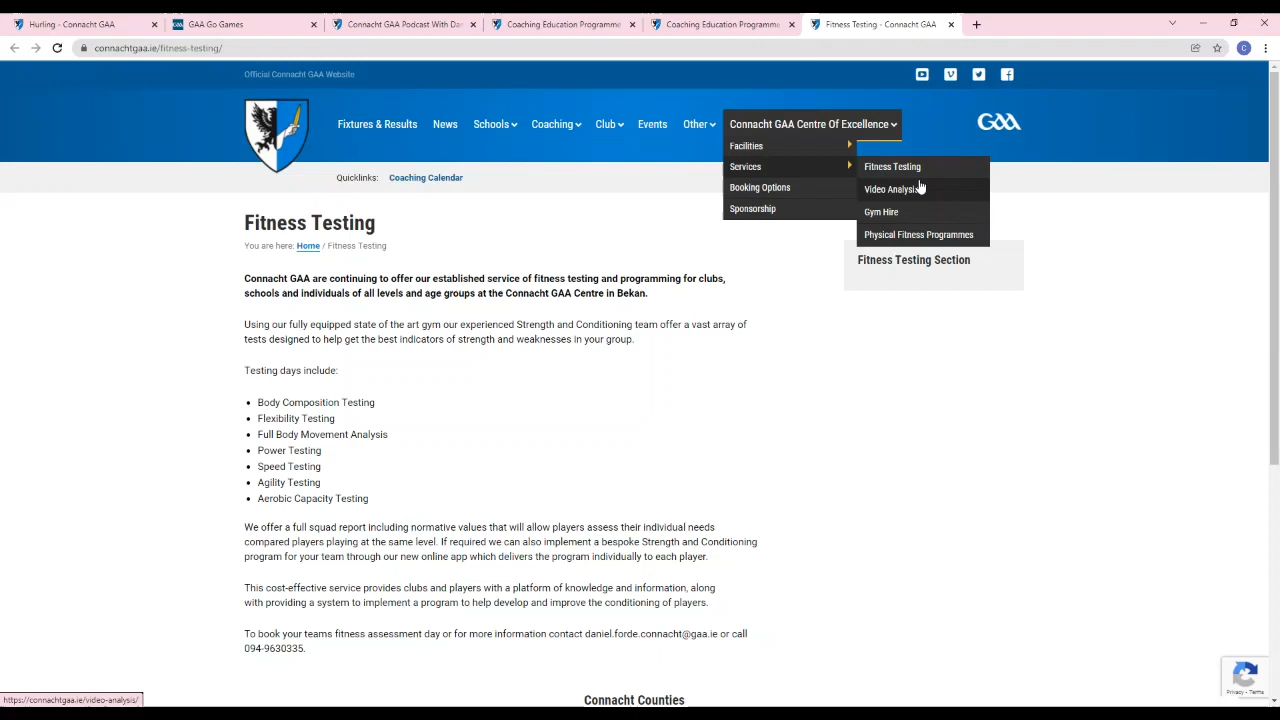 Hurling - Connacht GAA
GAA Go Games
Connacht GAA Podcast With Da
Coaching Education Programme
Coaching Education Programme
Fitness Testing - Connacht GAA
connachtgaa.ie/fitness-testing/
C
Official Connacht GAA Website
Fixtures & Results
News
Schools
Coaching
Club
Events
Other
Connacht GAA Centre Of Excellence
GAA
Facilities
Services
Booking Options
Sponsorship
Fitness Testing
Video Analysis
Gym Hire
Physical Fitness Programmes
Quicklinks: Coaching Calendar
Fitness Testing
You are here: Home / Fitness Testing
Fitness Testing Section
Connacht GAA are continuing to offer our established service of fitness testing and programming for clubs,
schools and individuals of all levels and age groups at the Connacht GAA Centre in Bekan.
Using our fully equipped state of the art gym our experienced Strength and Conditioning team offer a vast array of
tests designed to help get the best indicators of strength and weaknesses in your group.
Testing days include:
Body Composition Testing
Flexibility Testing
Full Body Movement Analysis
Power Testing
Speed Testing
Agility Testing
Aerobic Capacity Testing
We offer a full squad report including normative values that will allow players assess their individual needs
compared players playing at the same level. If required we can also implement a bespoke Strength and Conditioning
program for your team through our new online app which delivers the program individually to each player.
This cost-effective service provides clubs and players with a platform of knowledge and information, along
with providing a system to implement a program to help develop and improve the conditioning of players.
To book your teams fitness assessment day or for more information contact daniel.forde.connacht@gaa.ie or call
094-9630335.
Connacht Counties
Privacy - Terms
https://connachtgaa.ie/video-analysis/